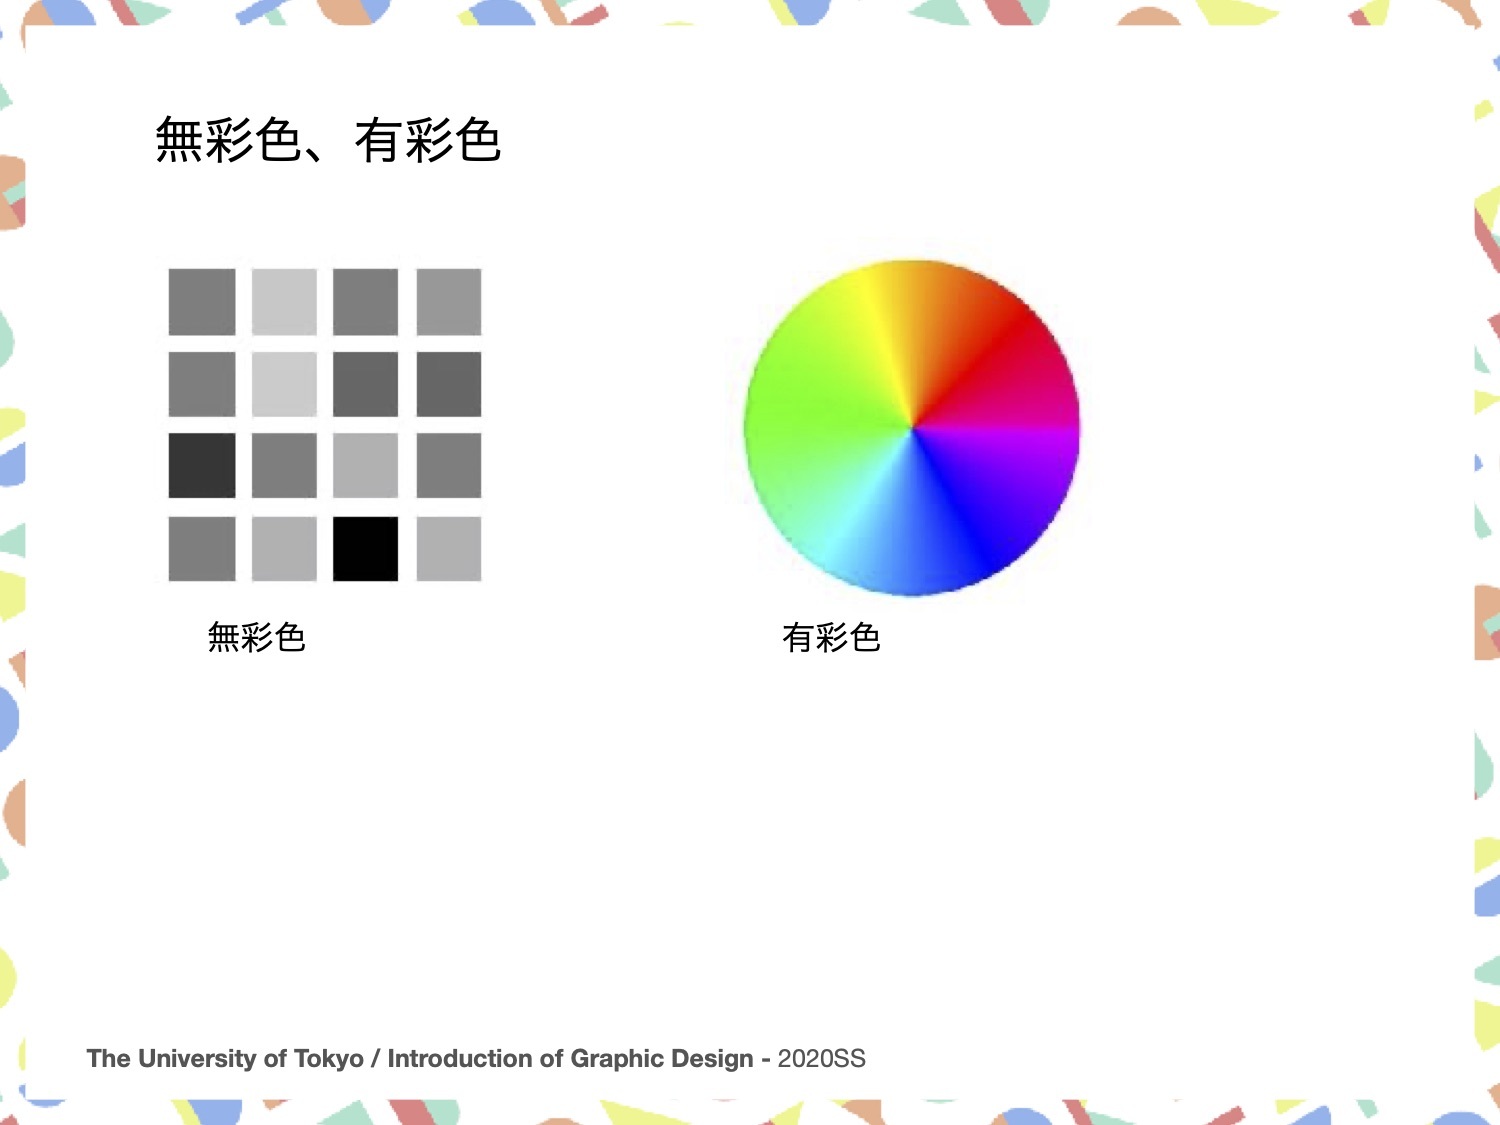 無彩色、有彩色
無彩色
有彩色
The University of Tokyo / Introduction of Graphic Design - 2020SS